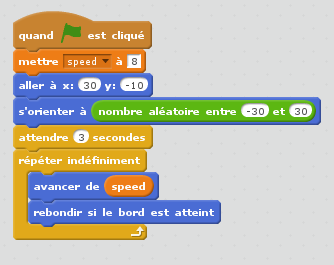 quand est cliqué
mettre speed à 8
aller à x: 30 y: -10
s'orienter à nombre aléatoire entre -30 et 30
attendre 3 secondes
répéter indéfiniment
avancer de speed
rebondir si le bord est atteint